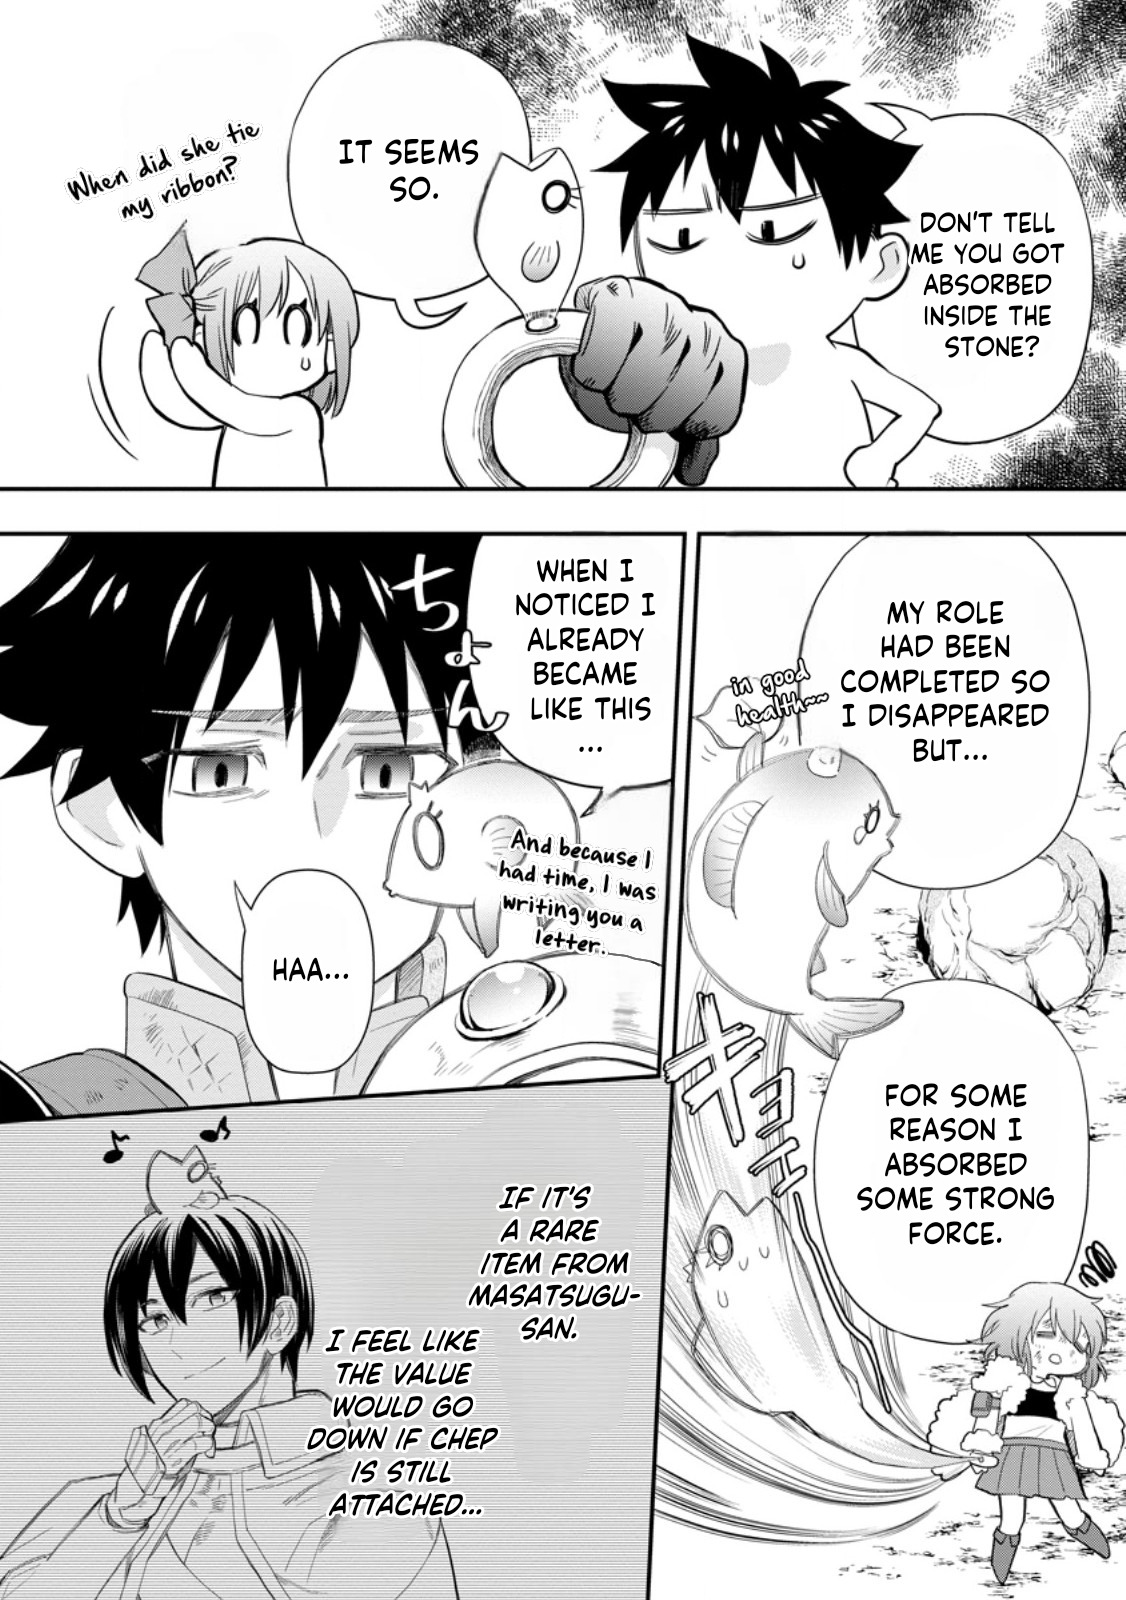 DON'T TELL
ME YOU GOT
ABSORBED
INSIDE THE
STONE?
IT SEEMS
SO.
When did she tie
my ribbon?
MY ROLE
HAD BEEN
COMPLETED SO
I DISAPPEARED
BUT...
in good
health~~
FOR SOME
REASON I
ABSORBED
SOME STRONG
FORCE.
キョエェ
WHEN I
NOTICED I
ALREADY
BECAME
LIKE THIS
...
ちょん
And because I
had time, I was
writing you a
letter.
HAA...
IF IT'S
A RARE
ITEM FROM
MASATSUGU-
SAN.
I FEEL LIKE
THE VALUE
WOULD GO
DOWN IF CHEP
IS STILL
ATTACHED...